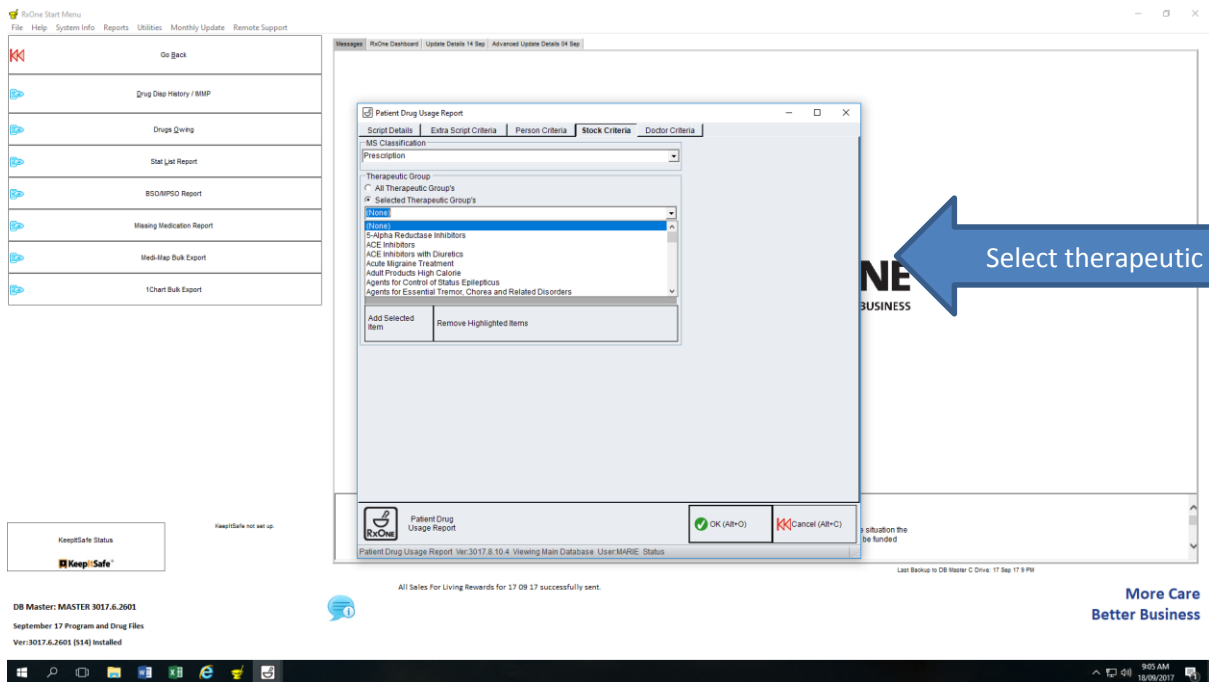 RxOne Start Menu
File Help System Info Reports Utilities Monthly Update Remote Support
Go Back
Drug Disp History / IMMP
Drugs Owing
Stat List Report
BSO/MPSO Report
Missing Medication Report
Medi-Map Bulk Export
1Chart Bulk Export
Messages RxOne Dashboard Update Details 14 Sep Advanced Update Details 04 Sep
Patient Drug Usage Report
Script Details Extra Script Criteria Person Criteria Stock Criteria Doctor Criteria
MS Classification
Prescription
Therapeutic Group
All Therapeutic Group's
Selected Therapeutic Group's
(None)
(None)
5-Alpha Reductase Inhibitors
ACE Inhibitors
ACE Inhibitors with Diuretics
Acute Migraine Treatment
Adult Products High Calorie
Agents for Control of Status Epilepticus
Agents for Essential Tremor, Chorea and Related Disorders
Add Selected
Item
Remove Highlighted Items
Select therapeutic
NE
BUSINESS
RxOne
Patient Drug
Usage Report
OK (Alt+O)
Cancel (Alt+C)
Patient Drug Usage Report Ver:3017.8.10.4 Viewing Main Database User:MARIE Status
situation the
be funded
KeepItSafe Status
KeepItSafe
KeepItSafe not set up.
Last Backup to DB Master C Drive: 17 Sep 17 9 PM
All Sales For Living Rewards for 17 09 17 successfully sent.
More Care
Better Business
DB Master: MASTER 3017.6.2601
September 17 Program and Drug Files
Ver:3017.6.2601 (S14) Installed
9:05 AM
18/09/2017